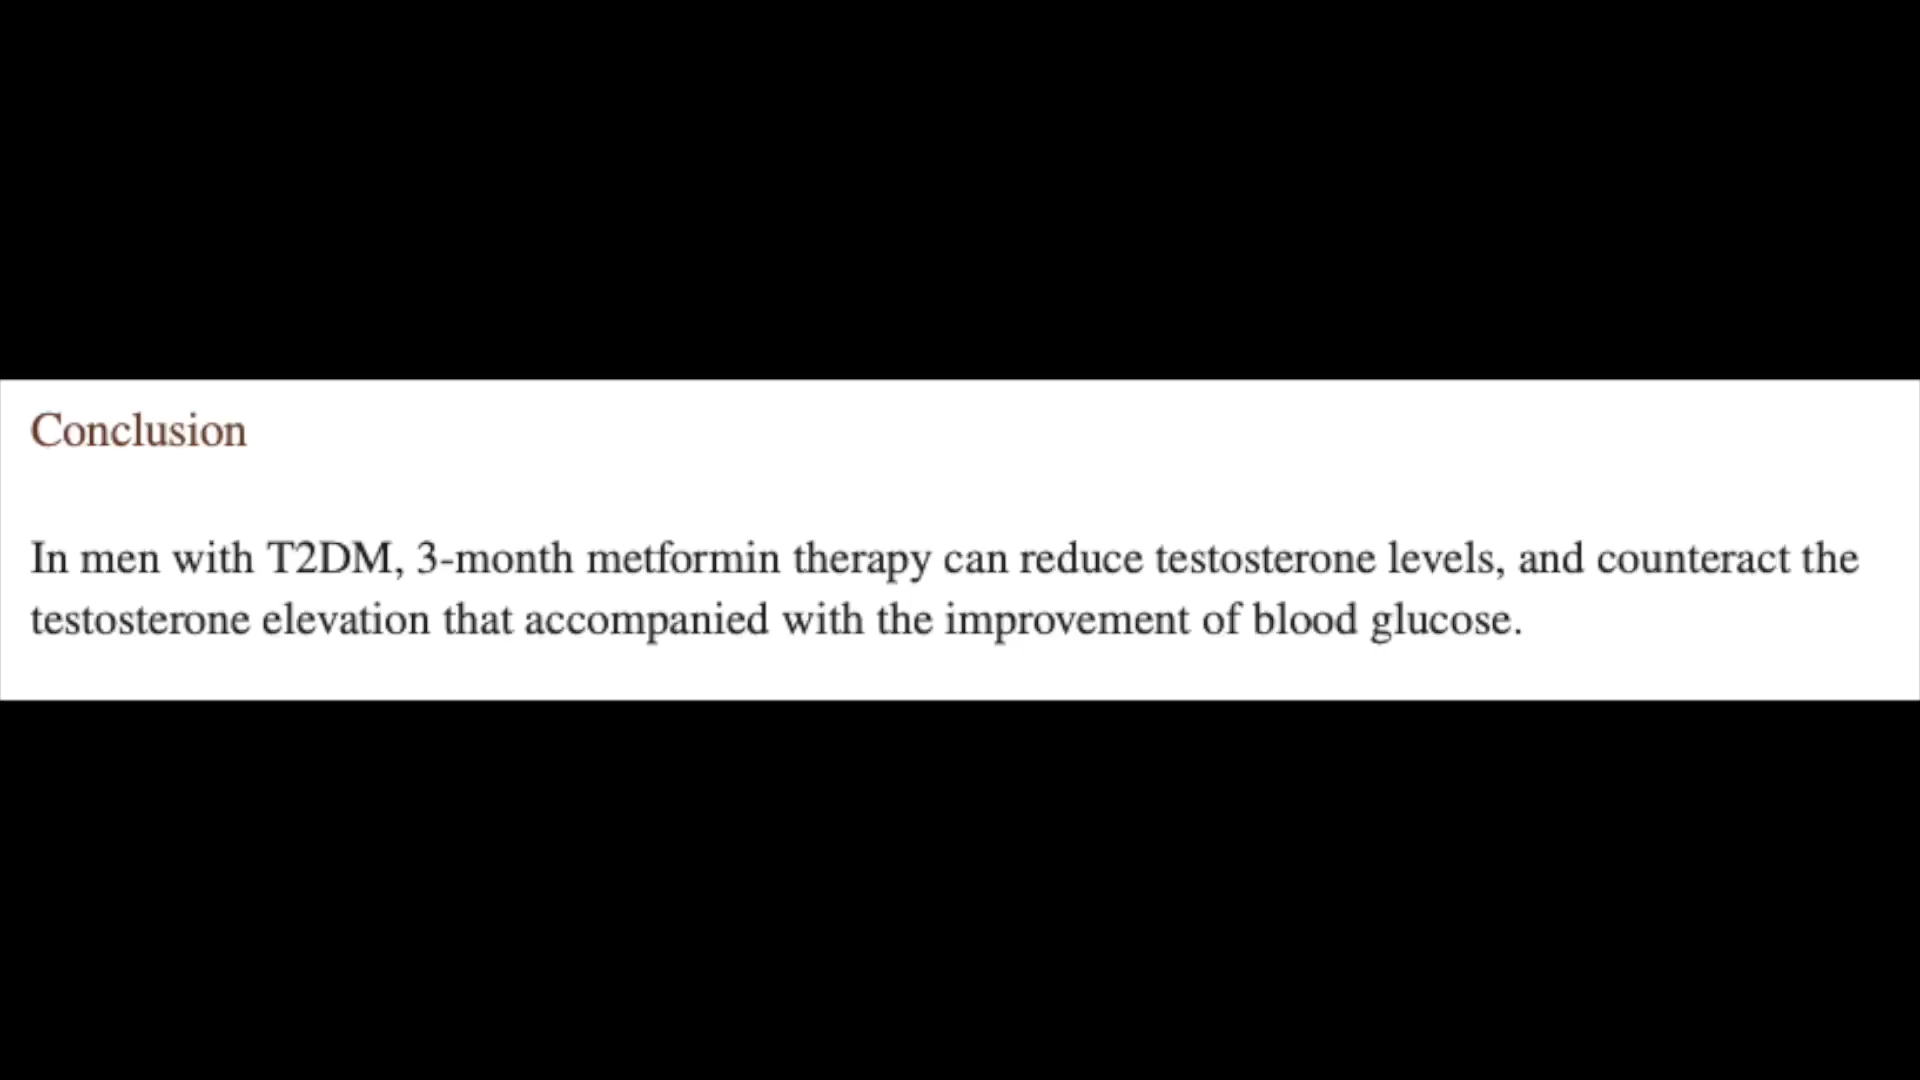 Conclusion
In men with T2DM, 3-month metformin therapy can reduce testosterone levels, and counteract the
testosterone elevation that accompanied with the improvement of blood glucose.